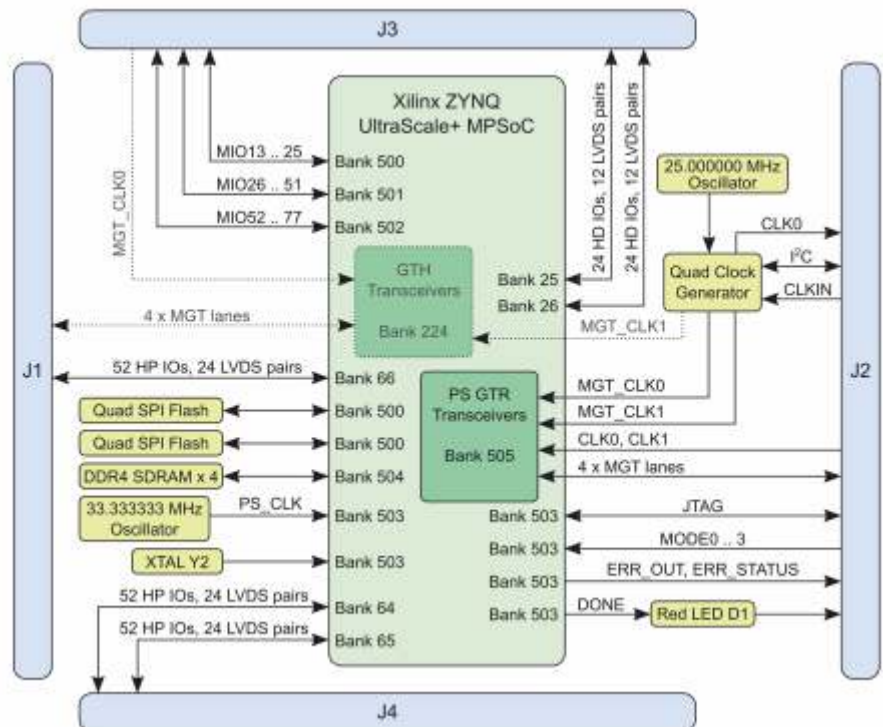 J3
Xilinx ZYNQ
UltraScale+ MPSoC
MIO13 .. 25
Bank 500
MIO26 .. 51
Bank 501
MIO52 .. 77
Bank 502
MGT_CLK0
24 HD IOs, 12 LVDS pairs
24 HD IOs, 12 LVDS pairs
25.000000 MHz
Oscillator
CLK0
I²C
CLKIN
Quad Clock
Generator
GTH
Transceivers
Bank 224
Bank 25
Bank 26
4 x MGT lanes
MGT_CLK1
J1
J2
52 HP IOs, 24 LVDS pairs
Bank 66
Quad SPI Flash
Bank 500
Quad SPI Flash
Bank 500
DDR4 SDRAM x 4
Bank 504
33.333333 MHz
Oscillator
PS_CLK
Bank 503
XTAL Y2
Bank 503
52 HP IOs, 24 LVDS pairs
Bank 64
52 HP IOs, 24 LVDS pairs
Bank 65
PS GTR
Transceivers
Bank 505
MGT_CLK0
MGT_CLK1
CLK0, CLK1
4 x MGT lanes
Bank 503
JTAG
Bank 503
MODE0 .. 3
Bank 503
ERR_OUT, ERR_STATUS
Bank 503
DONE
Red LED D1
J4